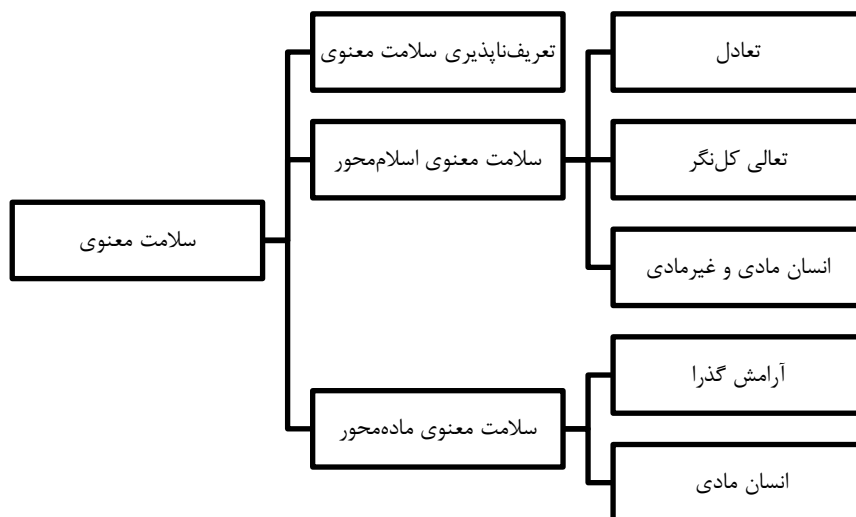 سلامت معنوی
تعریف‌ناپذیری سلامت معنوی
سلامت معنوی اسلام‌محور
تعادل
تعالی کل‌نگر
انسان مادی و غیرمادی
سلامت معنوی ماده‌محور
آرامش گذرا
انسان مادی